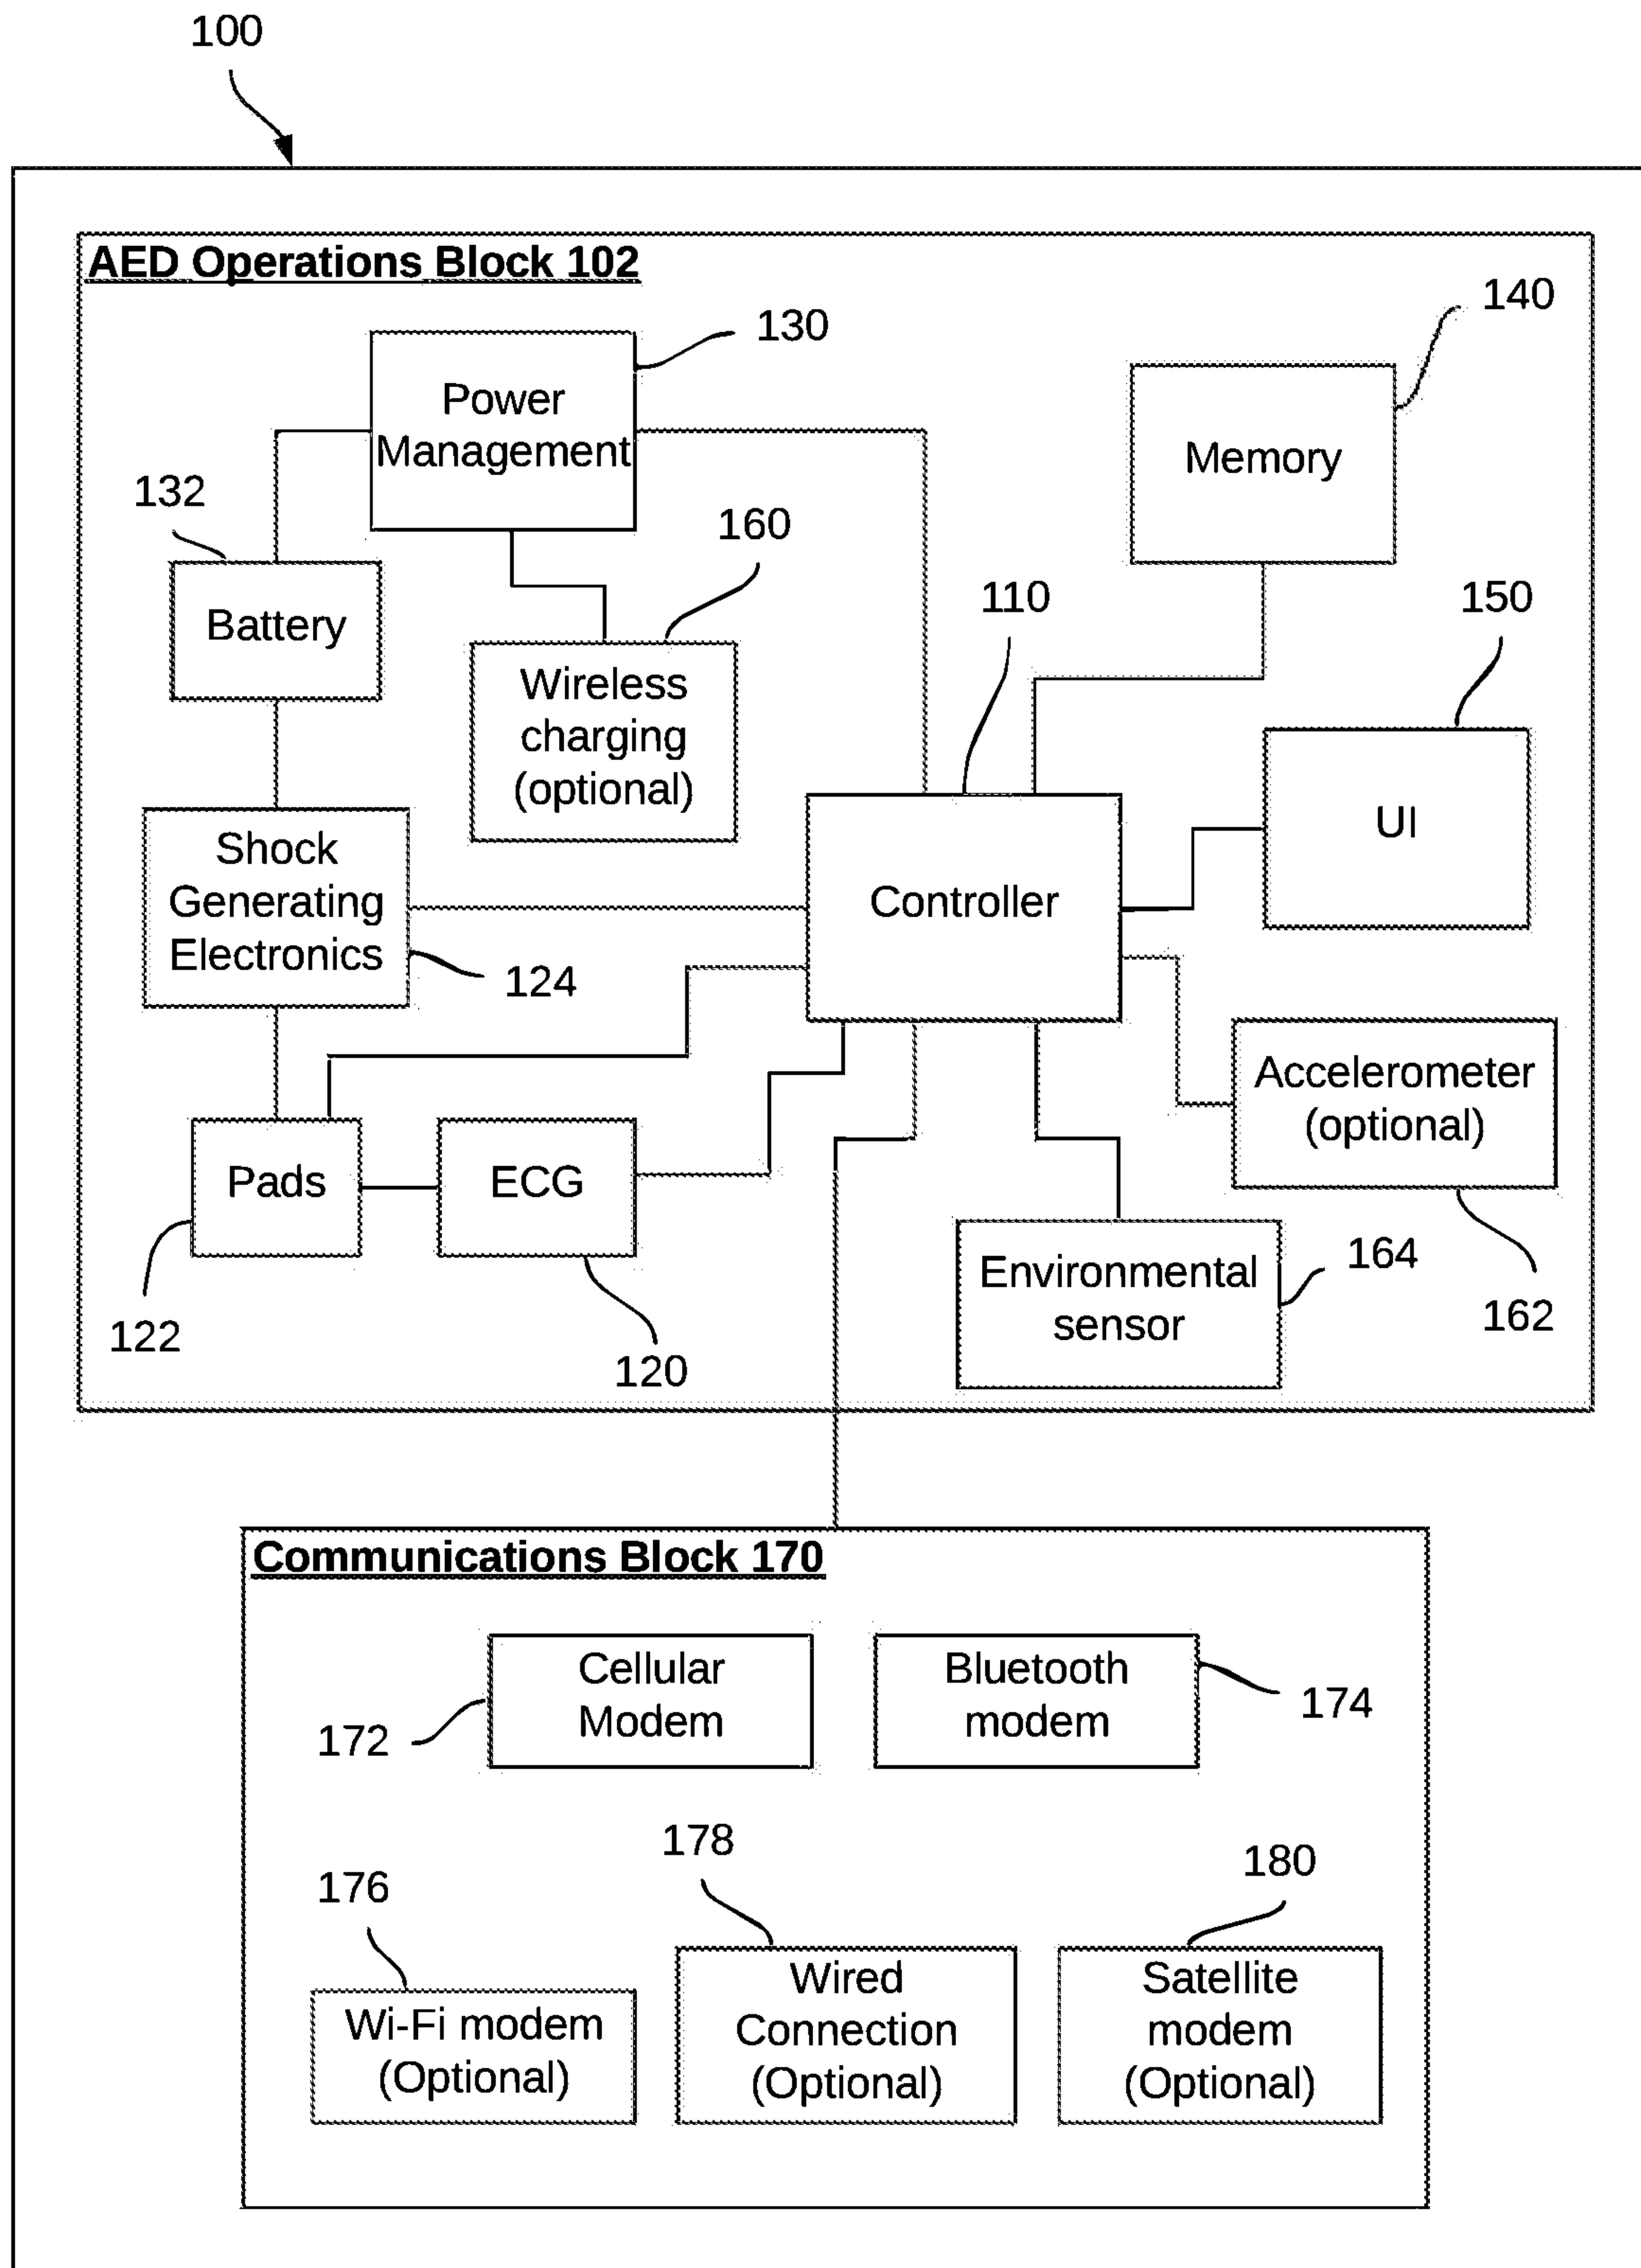 100
AED Operations Block 102
130
140
Power
Management
Memory
132
160
110
150
Battery
Wireless
charging
(optional)
UI
Shock
Generating
Electronics
Controller
124
Accelerometer
(optional)
Pads
ECG
Environmental
sensor
164
162
122
120
Communications Block 170
Cellular
Modem
Bluetooth
modem
172
174
178
180
176
Wi-Fi modem
(Optional)
Wired
Connection
(Optional)
Satellite
modem
(Optional)